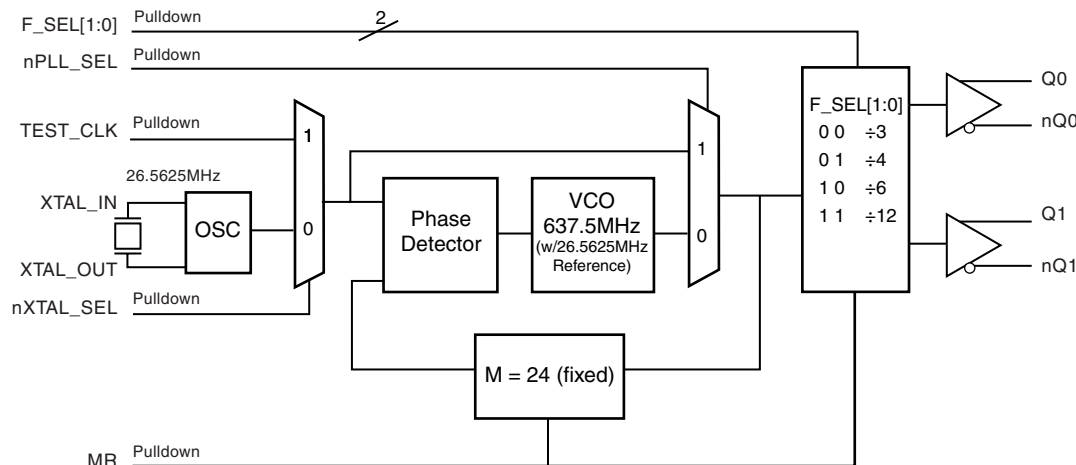 F_SEL[1:0] Pulldown 2
nPLL_SEL Pulldown
TEST_CLK Pulldown
26.5625MHz
XTAL_IN
OSC
XTAL_OUT
nXTAL_SEL Pulldown
1
0
Phase
Detector
VCO
637.5MHz
(w/26.5625MHz
Reference)
1
0
M = 24 (fixed)
F_SEL[1:0]
0 0 ÷3
0 1 ÷4
1 0 ÷6
1 1 ÷12
Q0
nQ0
Q1
nQ1
MR Pulldown